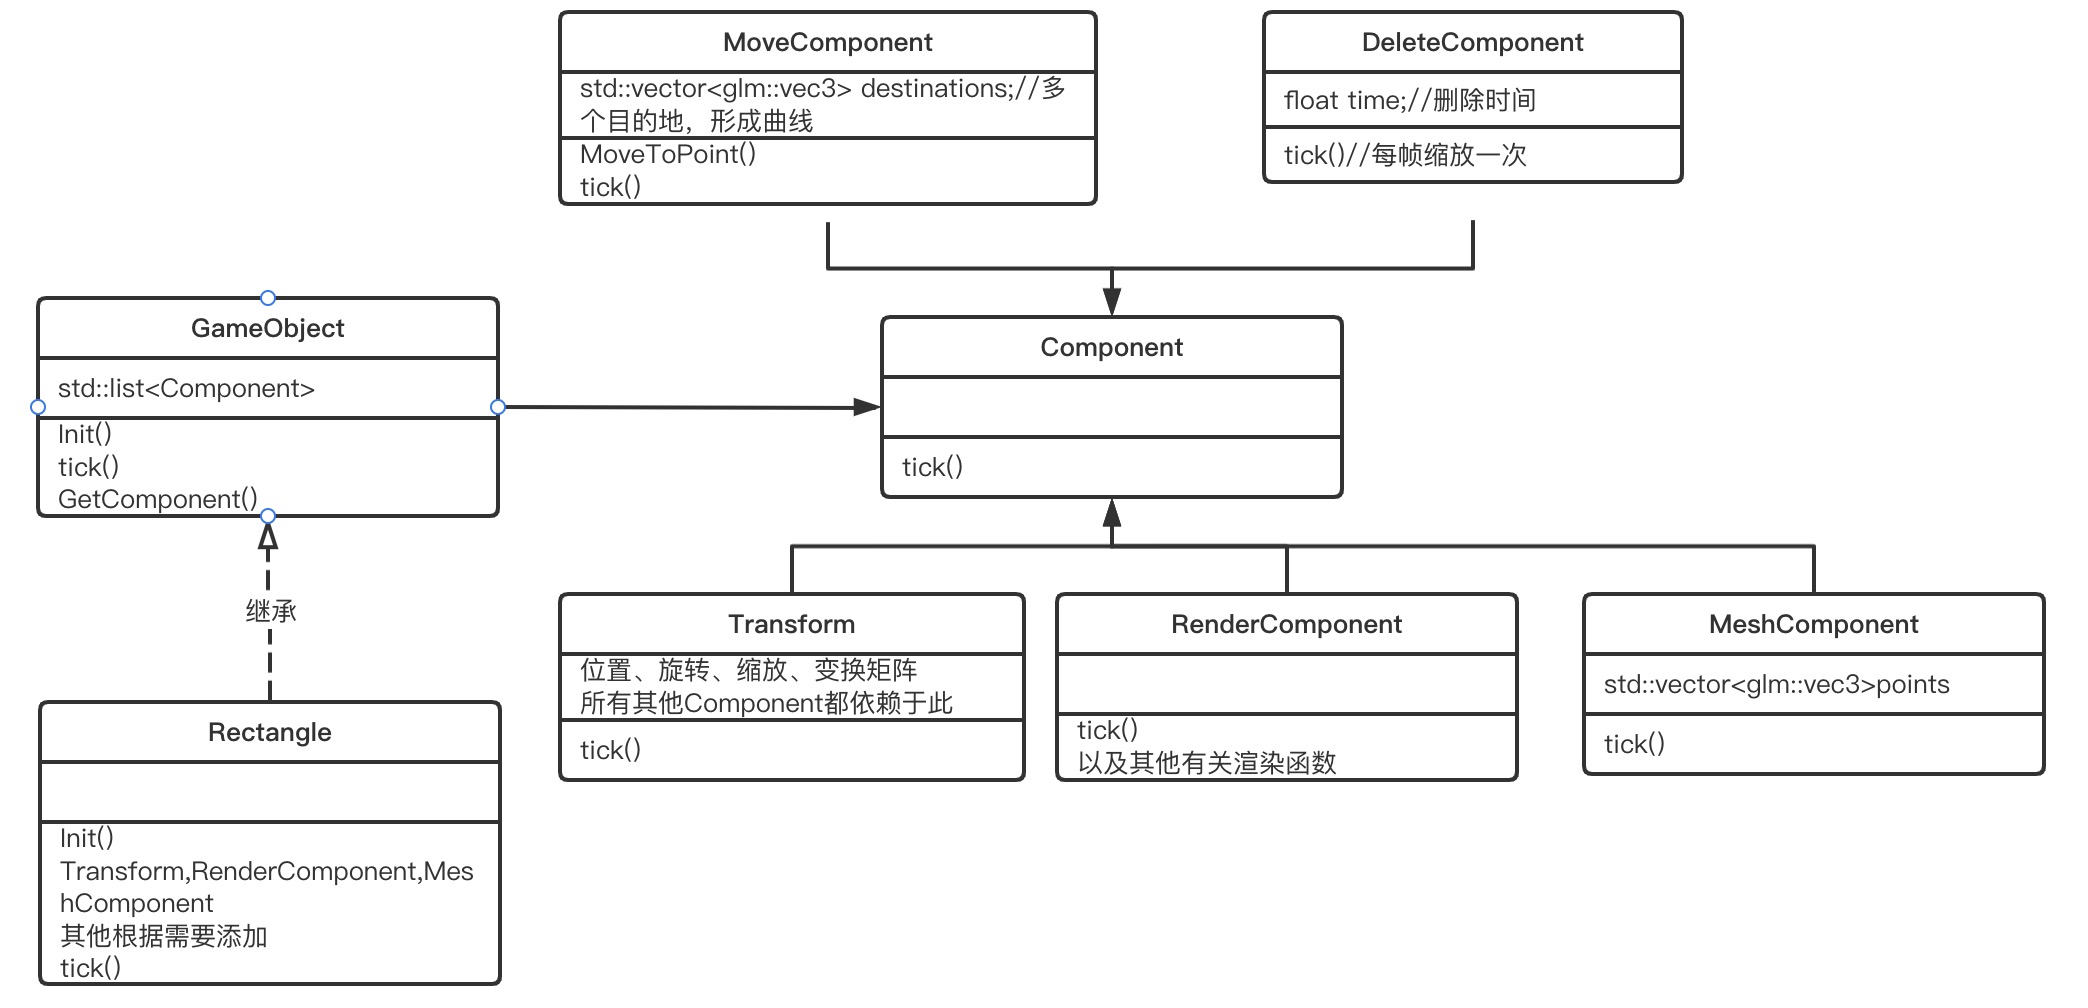 MoveComponent
std::vector<glm::vec3> destinations;//多
个目的地，形成曲线
MoveToPoint()
tick()
DeleteComponent
float time;//删除时间
tick()//每帧缩放一次
GameObject
std::list<Component>
Init()
tick()
GetComponent()
Component
tick()
继承
Rectangle
Init()
Transform,RenderComponent,Mes
hComponent
其他根据需要添加
tick()
Transform
位置、旋转、缩放、变换矩阵
所有其他Component都依赖于此
tick()
RenderComponent
tick()
以及其他有关渲染函数
MeshComponent
std::vector<glm::vec3>points
tick()